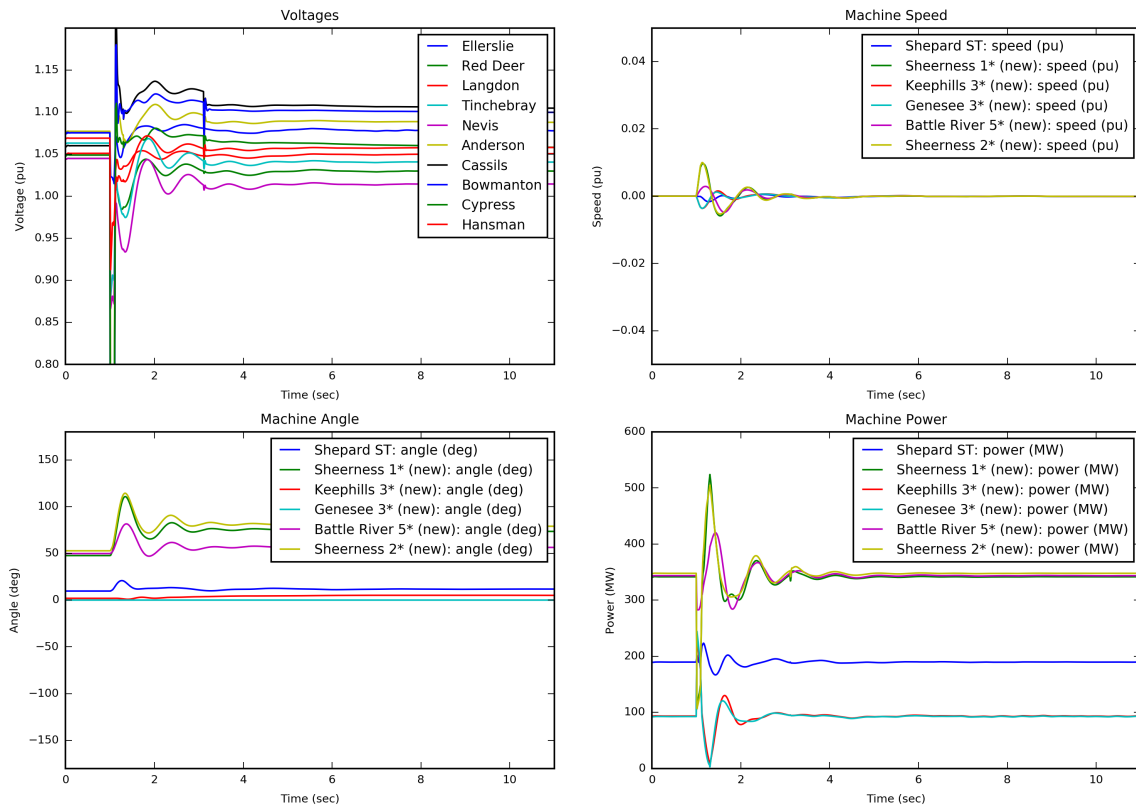 Voltages
Voltage (pu)
1.15
1.10
1.05
1.00
0.95
0.90
0.85
0.80
0 2 4 6 8 10
Time (sec)
Ellerslie
Red Deer
Langdon
Tinchebray
Nevis
Anderson
Cassils
Bowmanton
Cypress
Hansman
Machine Speed
Speed (pu)
0.04
0.02
0.00
−0.02
−0.04
0 2 4 6 8 10
Time (sec)
Shepard ST: speed (pu)
Sheerness 1* (new): speed (pu)
Keephills 3* (new): speed (pu)
Genesee 3* (new): speed (pu)
Battle River 5* (new): speed (pu)
Sheerness 2* (new): speed (pu)
Machine Angle
Angle (deg)
150
100
50
0
−50
−100
−150
0 2 4 6 8 10
Time (sec)
Shepard ST: angle (deg)
Sheerness 1* (new): angle (deg)
Keephills 3* (new): angle (deg)
Genesee 3* (new): angle (deg)
Battle River 5* (new): angle (deg)
Sheerness 2* (new): angle (deg)
Machine Power
Power (MW)
600
500
400
300
200
100
0
0 2 4 6 8 10
Time (sec)
Shepard ST: power (MW)
Sheerness 1* (new): power (MW)
Keephills 3* (new): power (MW)
Genesee 3* (new): power (MW)
Battle River 5* (new): power (MW)
Sheerness 2* (new): power (MW)